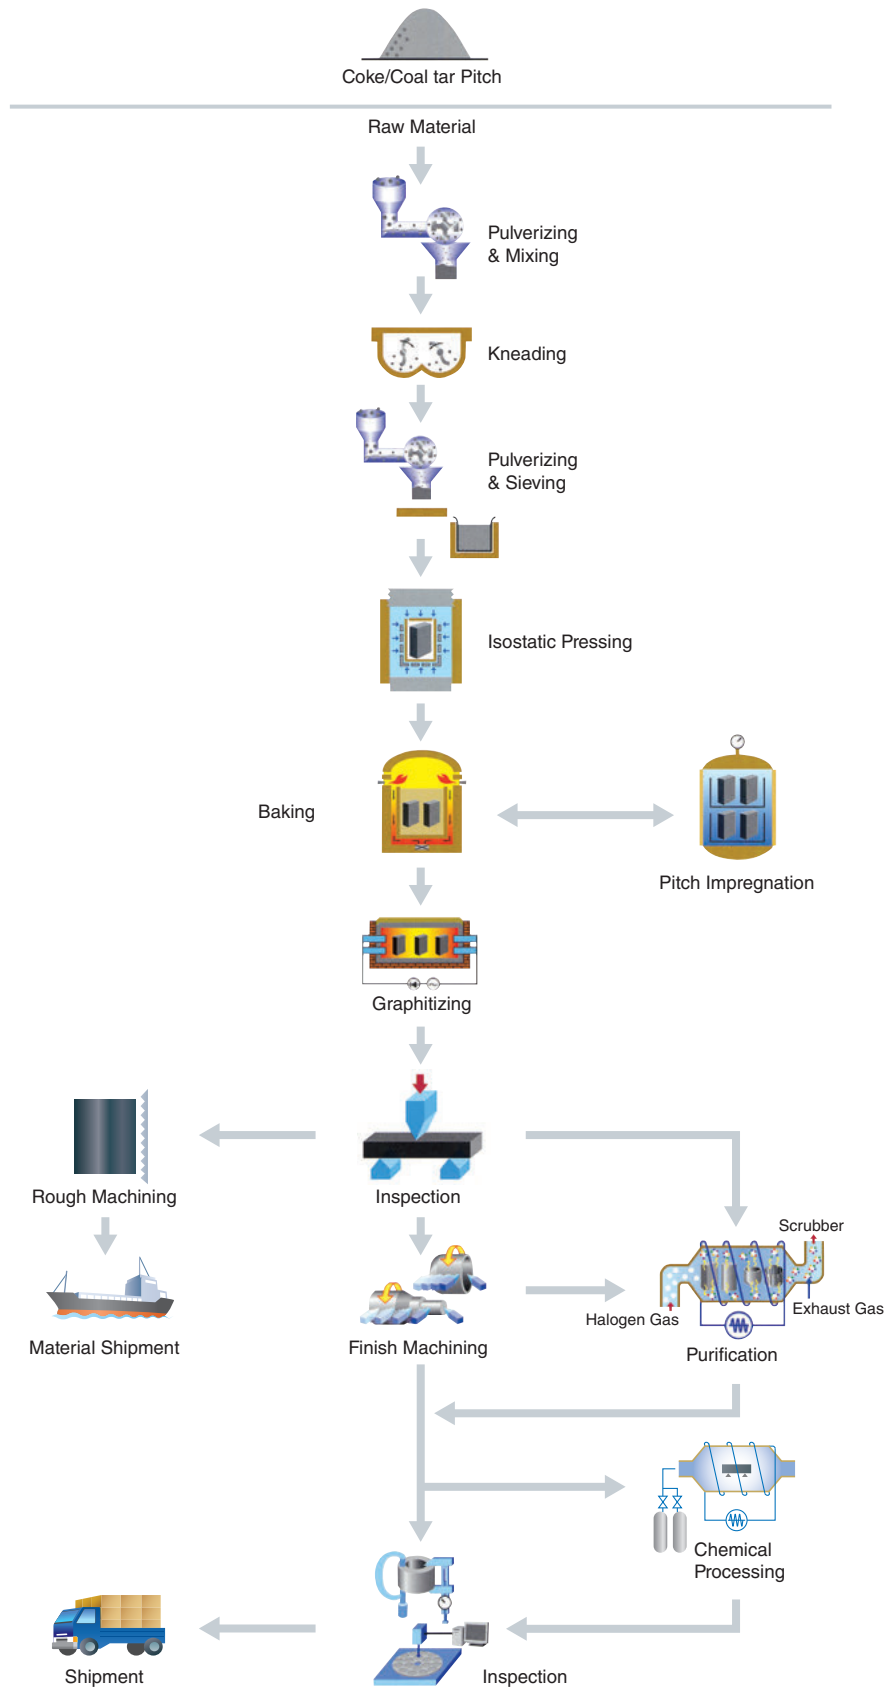 Coke/Coal tar Pitch
Raw Material
Pulverizing
& Mixing
Kneading
Pulverizing
& Sieving
Isostatic Pressing
Baking
Pitch Impregnation
Graphitizing
Rough Machining
Inspection
Scrubber
Halogen Gas
Exhaust Gas
Material Shipment
Finish Machining
Purification
Chemical
Processing
Shipment
Inspection